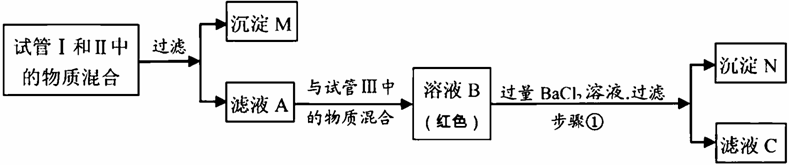 试管Ⅰ和Ⅱ中
的物质混合
过滤
沉淀 M
滤液 A
与试管Ⅲ中
的物质混合
溶液 B
(红色)
过量 BaCl₂溶液.过滤
步骤①
沉淀 N
滤液 C